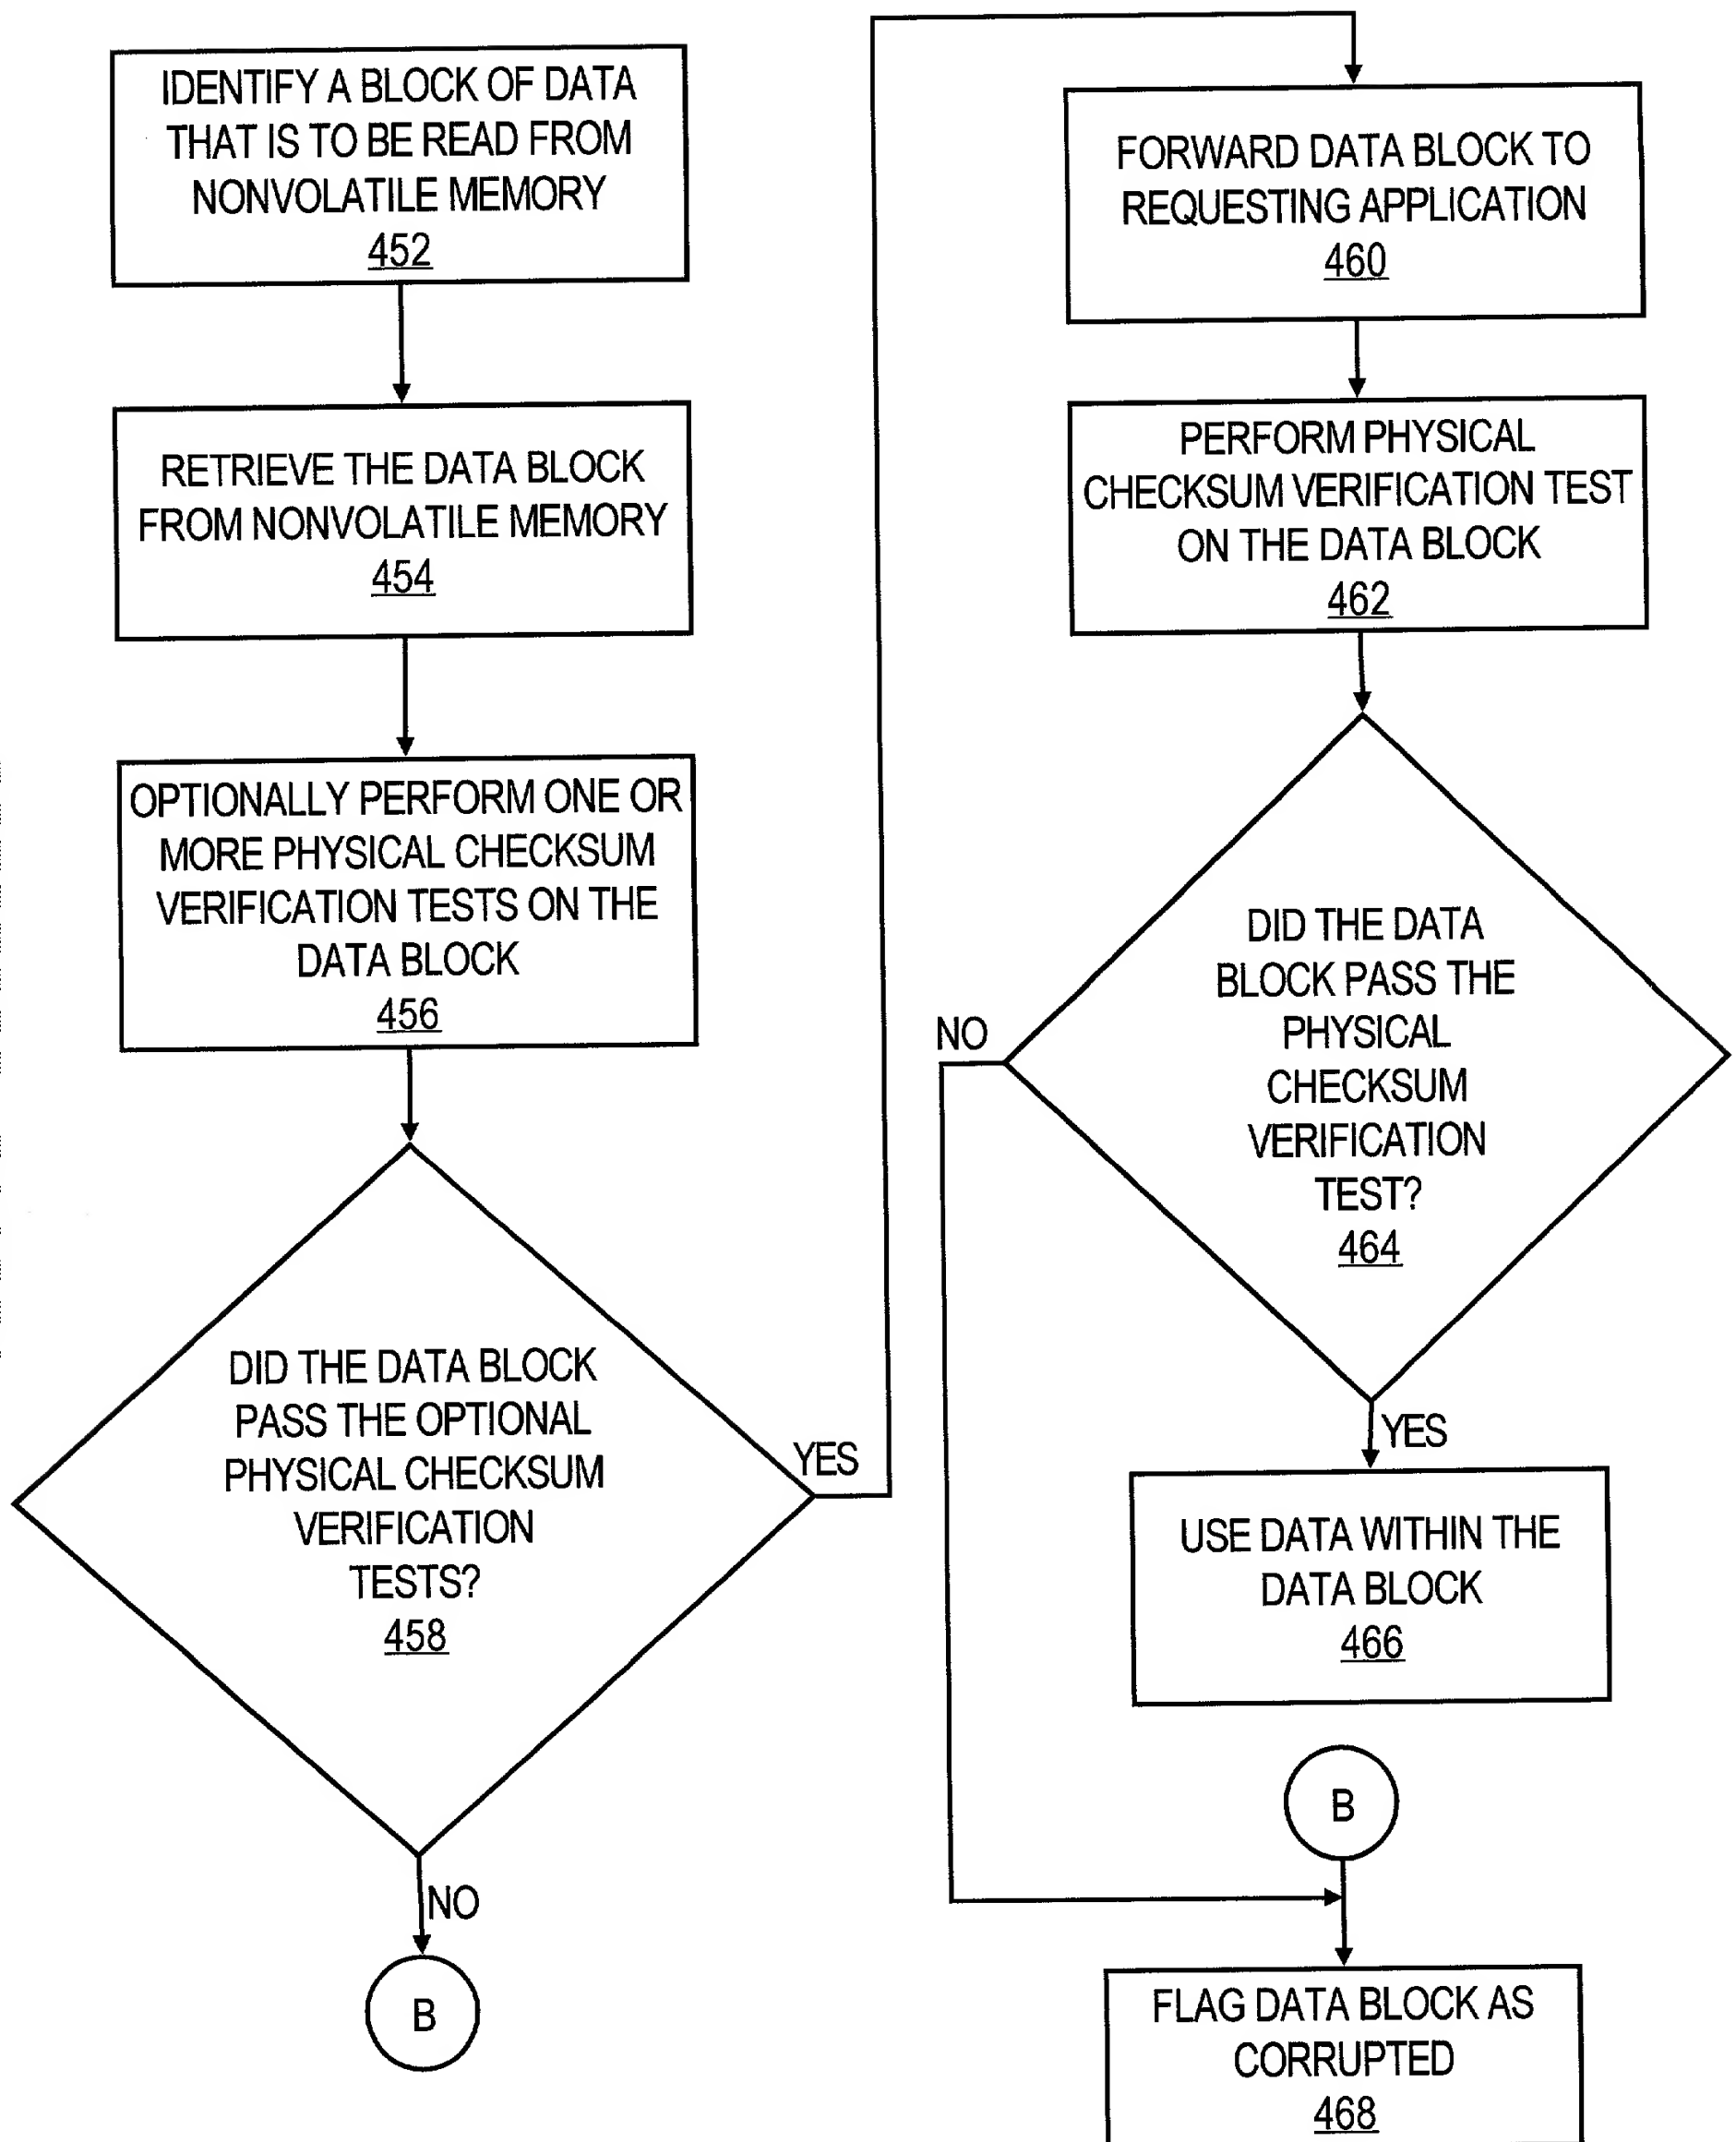 IDENTIFY A BLOCK OF DATA
THAT IS TO BE READ FROM
NONVOLATILE MEMORY
452
RETRIEVE THE DATA BLOCK
FROM NONVOLATILE MEMORY
454
OPTIONALLY PERFORM ONE OR
MORE PHYSICAL CHECKSUM
VERIFICATION TESTS ON THE
DATA BLOCK
456
DID THE DATA BLOCK
PASS THE OPTIONAL
PHYSICAL CHECKSUM
VERIFICATION
TESTS?
458
YES
NO
B
FORWARD DATA BLOCK TO
REQUESTING APPLICATION
460
PERFORM PHYSICAL
CHECKSUM VERIFICATION TEST
ON THE DATA BLOCK
462
DID THE DATA
BLOCK PASS THE
PHYSICAL
CHECKSUM
VERIFICATION
TEST?
464
NO
YES
USE DATA WITHIN THE
DATA BLOCK
466
B
FLAG DATA BLOCK AS
CORRUPTED
468